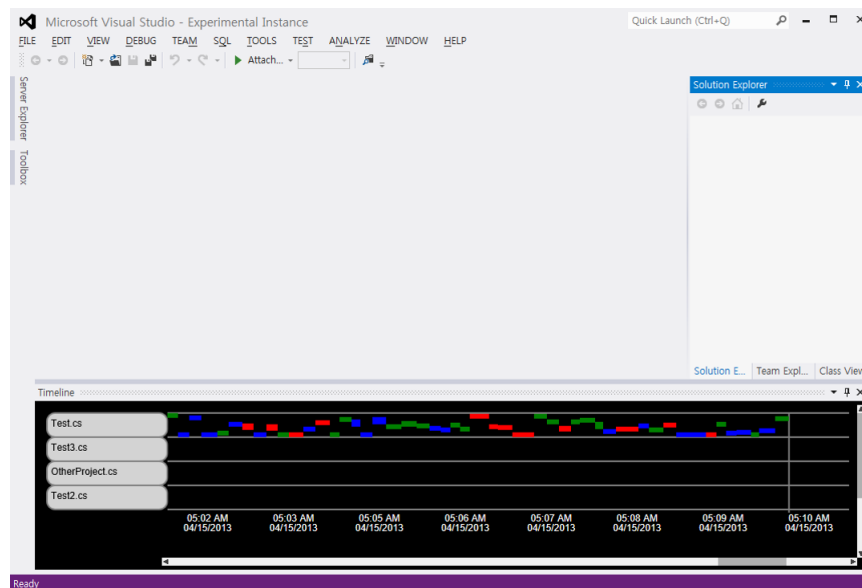 Microsoft Visual Studio - Experimental Instance
Quick Launch (Ctrl+Q)
FILE EDIT VIEW DEBUG TEAM SQL TOOLS TEST ANALYZE WINDOW HELP
Attach...
Server Explorer
Toolbox
Solution Explorer
Solution E... Team Expl... Class View
Timeline
Test.cs
Test3.cs
OtherProject.cs
Test2.cs
05:02 AM 05:03 AM 05:05 AM 05:06 AM 05:07 AM 05:08 AM 05:09 AM 05:10 AM
04/15/2013 04/15/2013 04/15/2013 04/15/2013 04/15/2013 04/15/2013 04/15/2013 04/15/2013
Ready